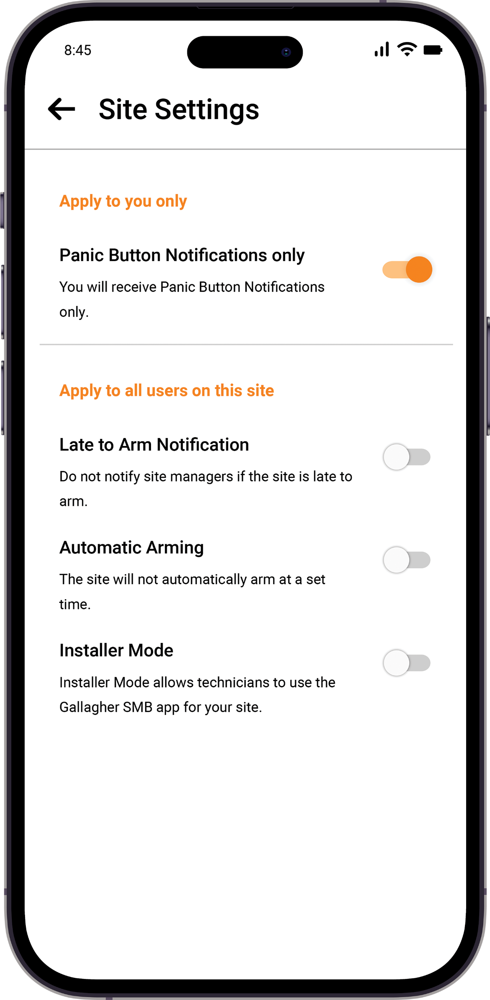 8:45
Site Settings
Apply to you only
Panic Button Notifications only
You will receive Panic Button Notifications
only.
Apply to all users on this site
Late to Arm Notification
Do not notify site managers if the site is late to
arm.
Automatic Arming
The site will not automatically arm at a set
time.
Installer Mode
Installer Mode allows technicians to use the
Gallagher SMB app for your site.